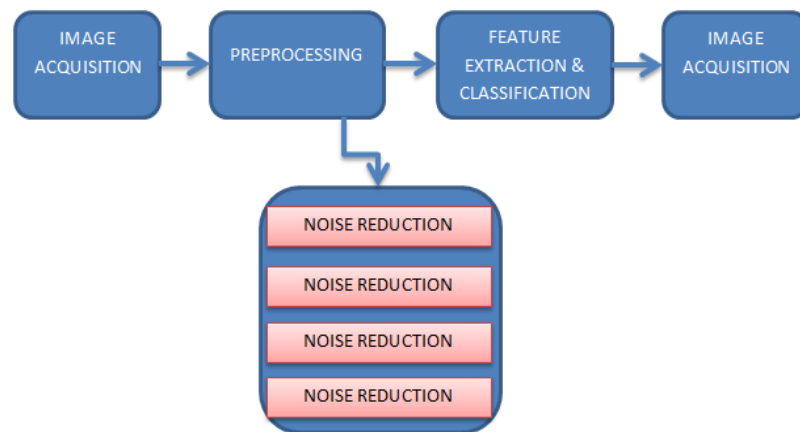 IMAGE
ACQUISITION
PREPROCESSING
FEATURE
EXTRACTION &
CLASSIFICATION
IMAGE
ACQUISITION
NOISE REDUCTION
NOISE REDUCTION
NOISE REDUCTION
NOISE REDUCTION